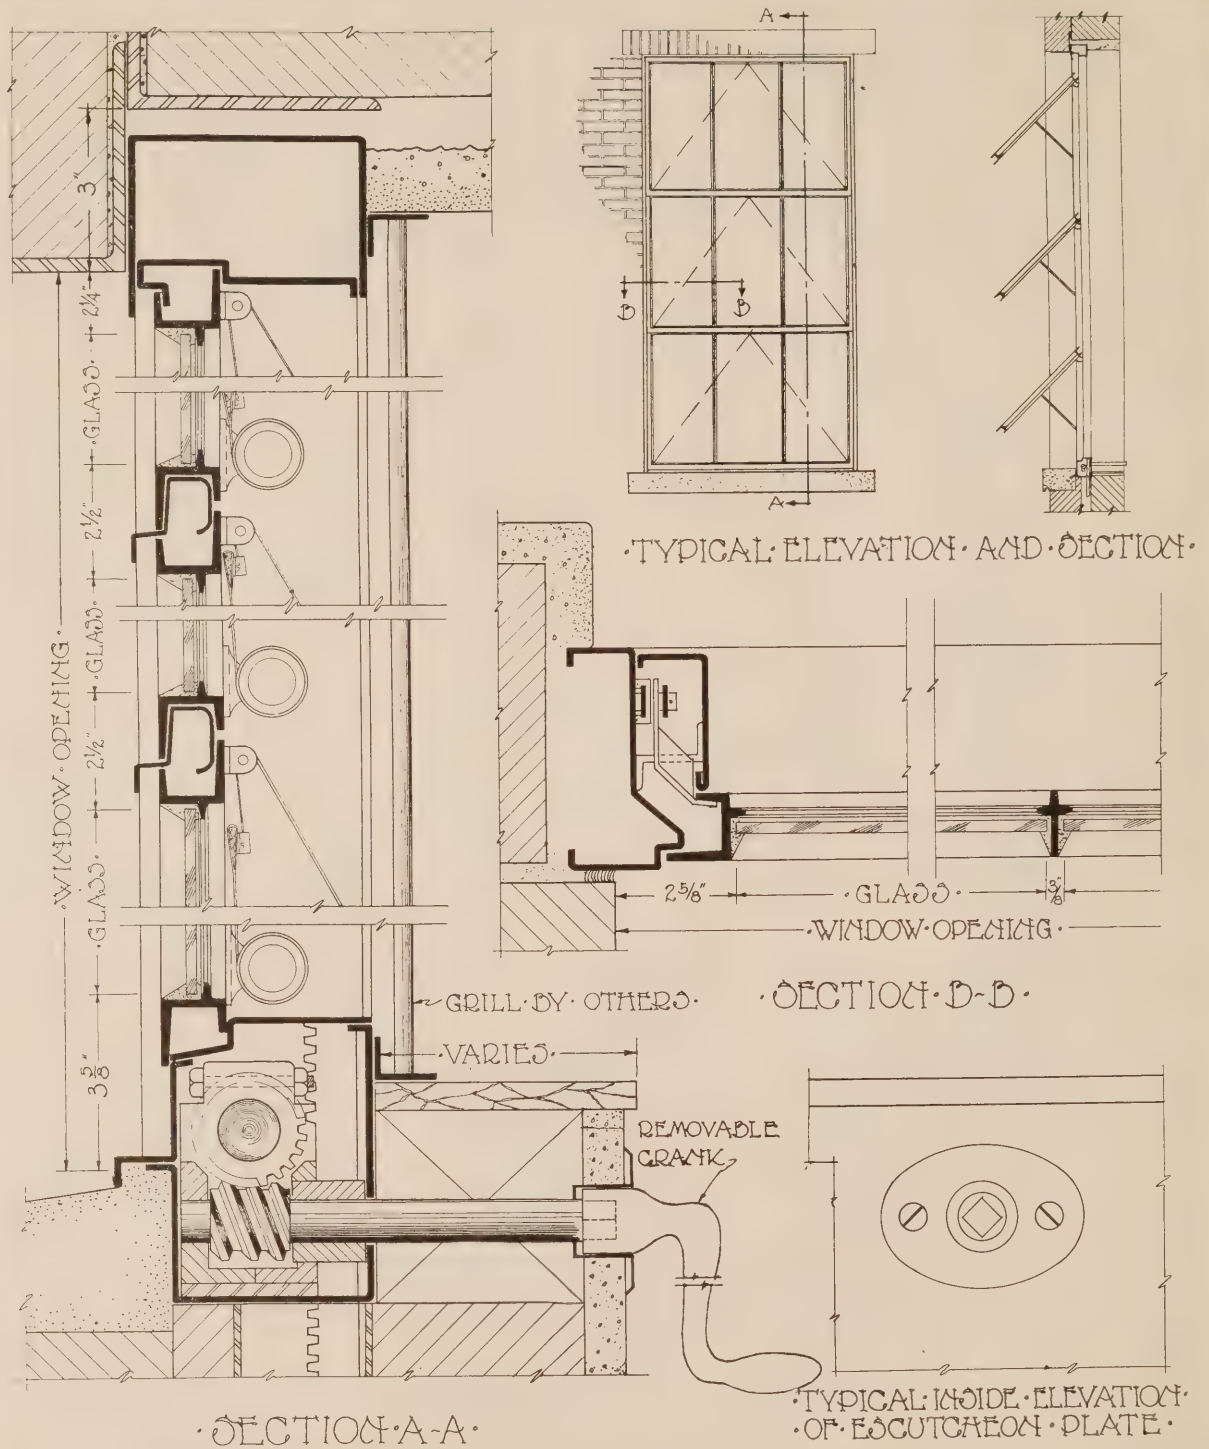 A
A
B
B
·TYPICAL·ELEVATION·AND·SECTION·
3"
2¼"
·GLASS·
2½"
·GLASS·
2½"
·GLASS·
3⅝"
·WINDOW·OPENING·
2⅝"
·GLASS·
⅜"
·WINDOW·OPENING·
·SECTION·B-B·
GRILL·BY·OTHERS·
·VARIES·
REMOVABLE
CRANK
·SECTION·A-A·
·TYPICAL·INSIDE·ELEVATION·
·OF·ESCUTCHEON·PLATE·